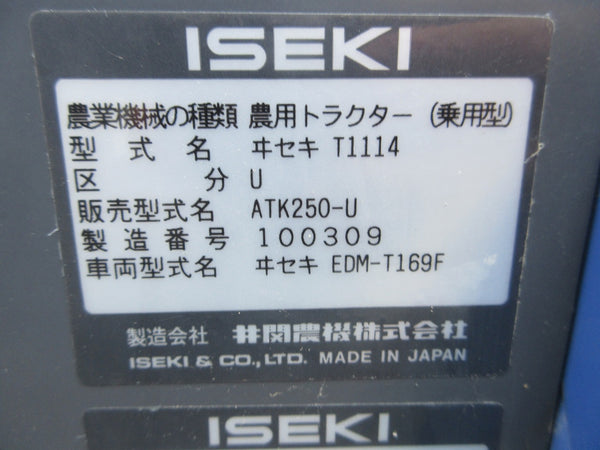 ISEKI
農業機械の種類 農用トラクター (乗用型)
型式名 ヰセキ T1114
区分 U
販売型式名 ATK250-U
製造番号 100309
車両型式名 ヰセキ EDM-T169F
製造会社 井関農機株式会社
ISEKI & CO., LTD. MADE IN JAPAN
ISEKI